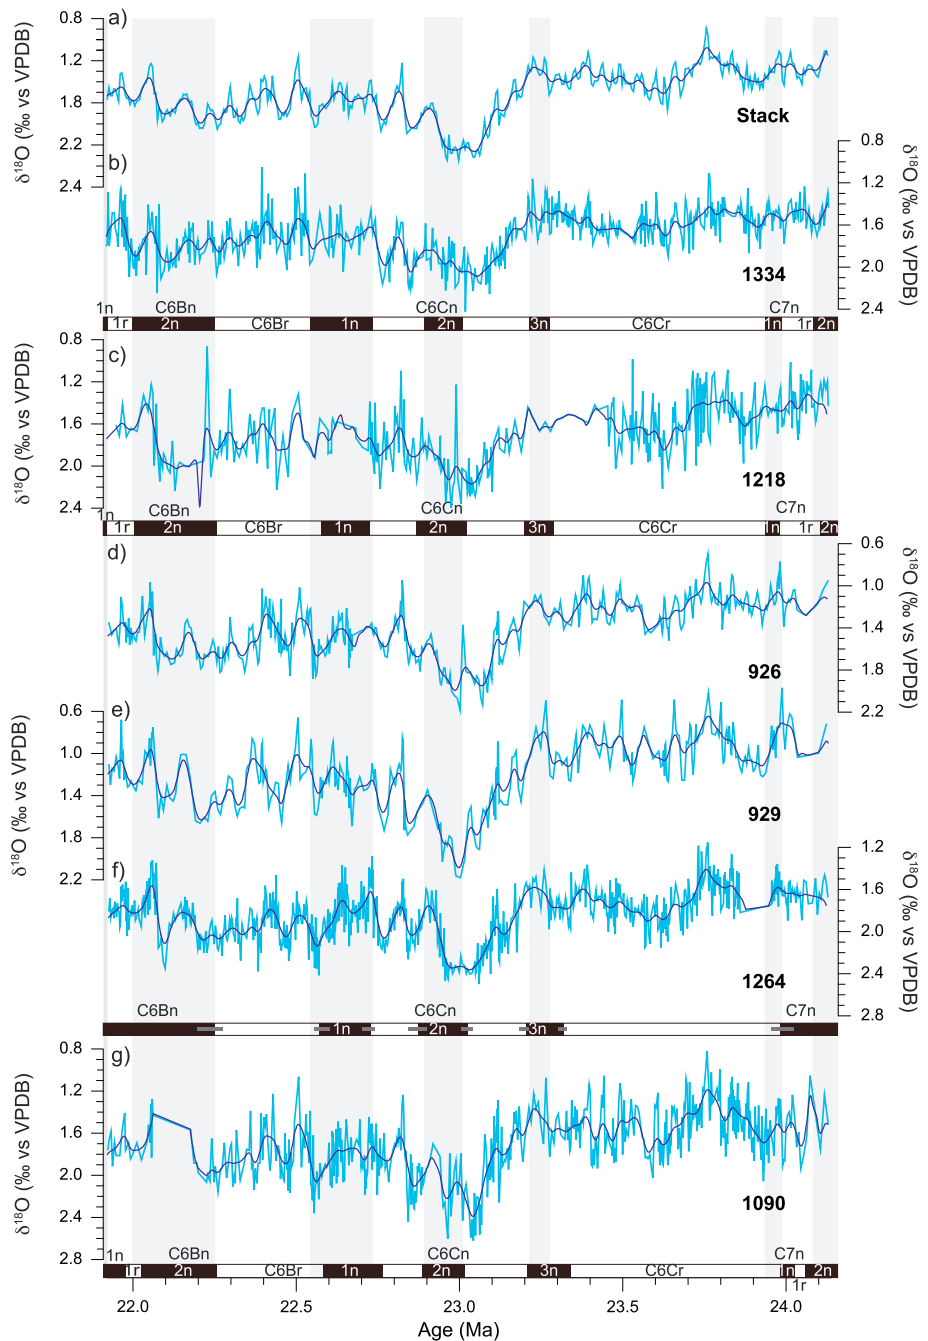 a)
0.8
1.2
1.8
2.2
2.4
δ¹⁸O (‰ vs VPDB)
Stack
b)
0.8
1.2
1.6
2.0
2.4
δ¹⁸O (‰ vs VPDB)
1334
1n C6Bn C6Cn C7n
1r 2n C6Br 1n 2n 3n C6Cr 1n 1r 2n
c)
0.8
1.2
1.6
2.0
2.4
δ¹⁸O (‰ vs VPDB)
1218
1n C6Bn C6Cn C7n
1r 2n C6Br 1n 2n 3n C6Cr 1n 1r 2n
d)
0.6
1.0
1.4
1.8
2.2
δ¹⁸O (‰ vs VPDB)
926
e)
0.6
1.0
1.4
1.8
2.2
δ¹⁸O (‰ vs VPDB)
929
f)
1.2
1.6
2.0
2.4
2.8
δ¹⁸O (‰ vs VPDB)
1264
C6Bn C6Cn C7n
1n 2n 3n
g)
0.8
1.2
1.6
2.0
2.4
2.8
δ¹⁸O (‰ vs VPDB)
1090
1n C6Bn C6Cn C7n
1r 2n C6Br 1n 2n 3n C6Cr 1n 2n
1r
22.0 22.5 23.0 23.5 24.0
Age (Ma)